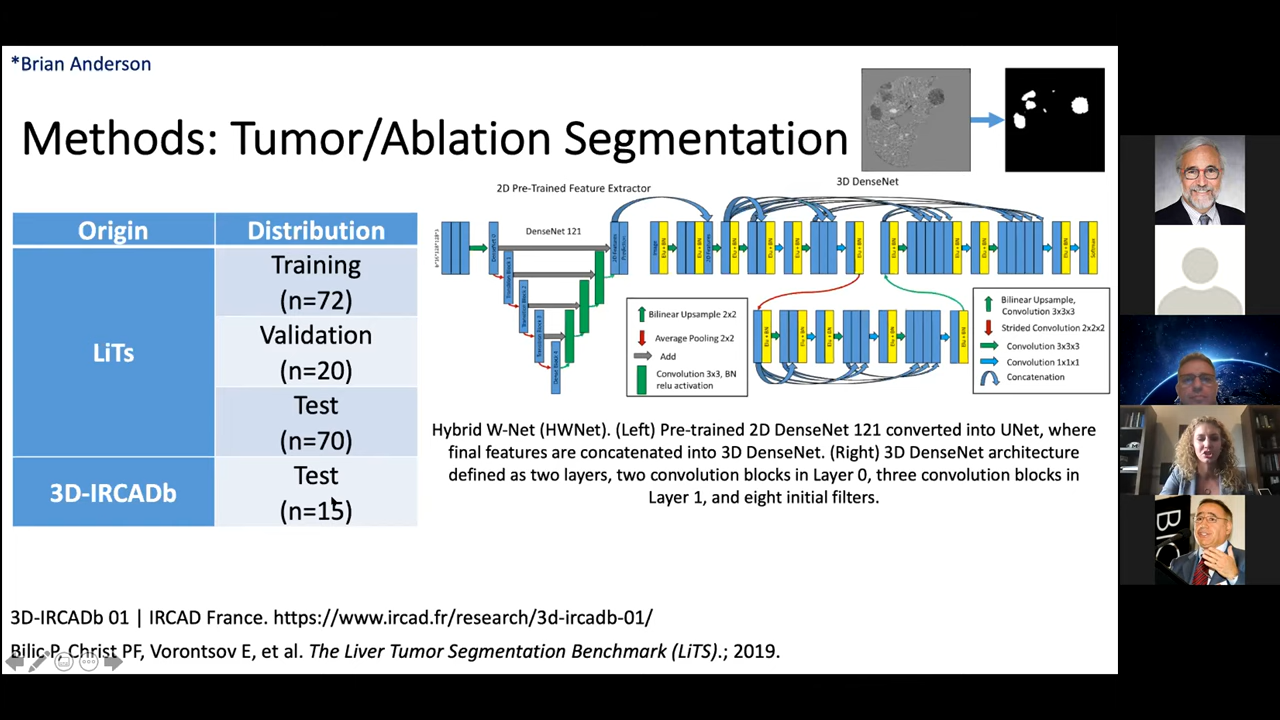 *Brian Anderson
Methods: Tumor/Ablation Segmentation
2D Pre-Trained Feature Extractor
3D DenseNet
DenseNet 121
Origin Distribution
LiTs
Training
(n=72)
Validation
(n=20)
Test
(n=70)
3D-IRCADb
Test
(n=15)
Bilinear Upsample 2x2
Average Pooling 2x2
Add
Convolution 3x3, BN
relu activation
Bilinear Upsample,
Convolution 3x3x3
Strided Convolution 2x2x2
Convolution 3x3x3
Convolution 1x1x1
Concatenation
Hybrid W-Net (HWNet). (Left) Pre-trained 2D DenseNet 121 converted into UNet, where
final features are concatenated into 3D DenseNet. (Right) 3D DenseNet architecture
defined as two layers, two convolution blocks in Layer 0, three convolution blocks in
Layer 1, and eight initial filters.
3D-IRCADb 01 | IRCAD France. https://www.ircad.fr/research/3d-ircadb-01/
Bilic P, Christ PF, Vorontsov E, et al. The Liver Tumor Segmentation Benchmark (LiTS).; 2019.
BIO